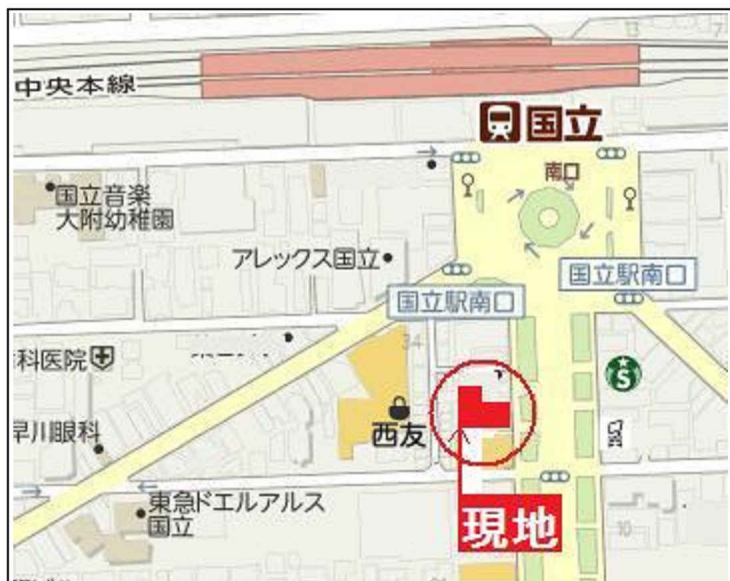 中央本線
国立
南口
国立音楽
大附幼稚園
アレックス国立
国立駅南口
国立駅南口
34
科医院
S
西友
早川眼科
東急ドエルアルス
国立
現地
10